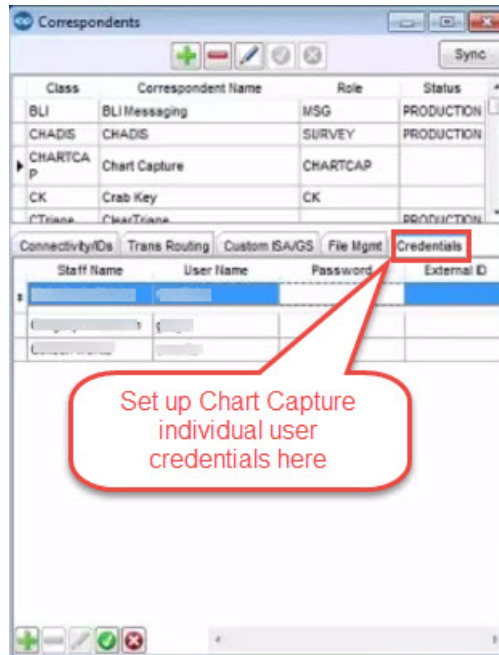 Correspondents
Sync
Class Correspondent Name Role Status
BLI BLI Messaging MSG PRODUCTION
CHADIS CHADIS SURVEY PRODUCTION
CHARTCA
P Chart Capture CHARTCAP
CK Crab Key CK
PRODUCTION
Connectivity/IDs Trans Routing Custom ISA/GS File Mgmt Credentials
Staff Name User Name Password External ID
Set up Chart Capture
individual user
credentials here